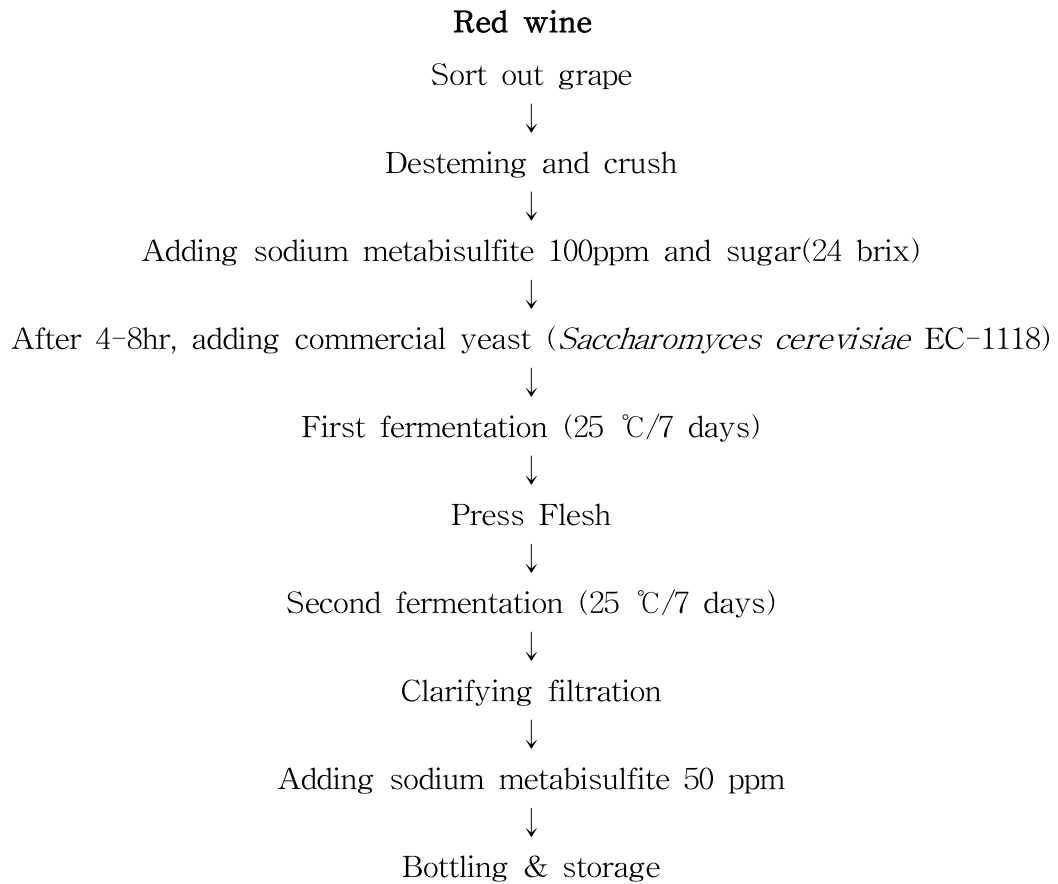 Red wine
Sort out grape
↓
Desteming and crush
↓
Adding sodium metabisulfite 100ppm and sugar(24 brix)
↓
After 4-8hr, adding commercial yeast (Saccharomyces cerevisiae EC-1118)
↓
First fermentation (25 ℃/7 days)
↓
Press Flesh
↓
Second fermentation (25 ℃/7 days)
↓
Clarifying filtration
↓
Adding sodium metabisulfite 50 ppm
↓
Bottling & storage